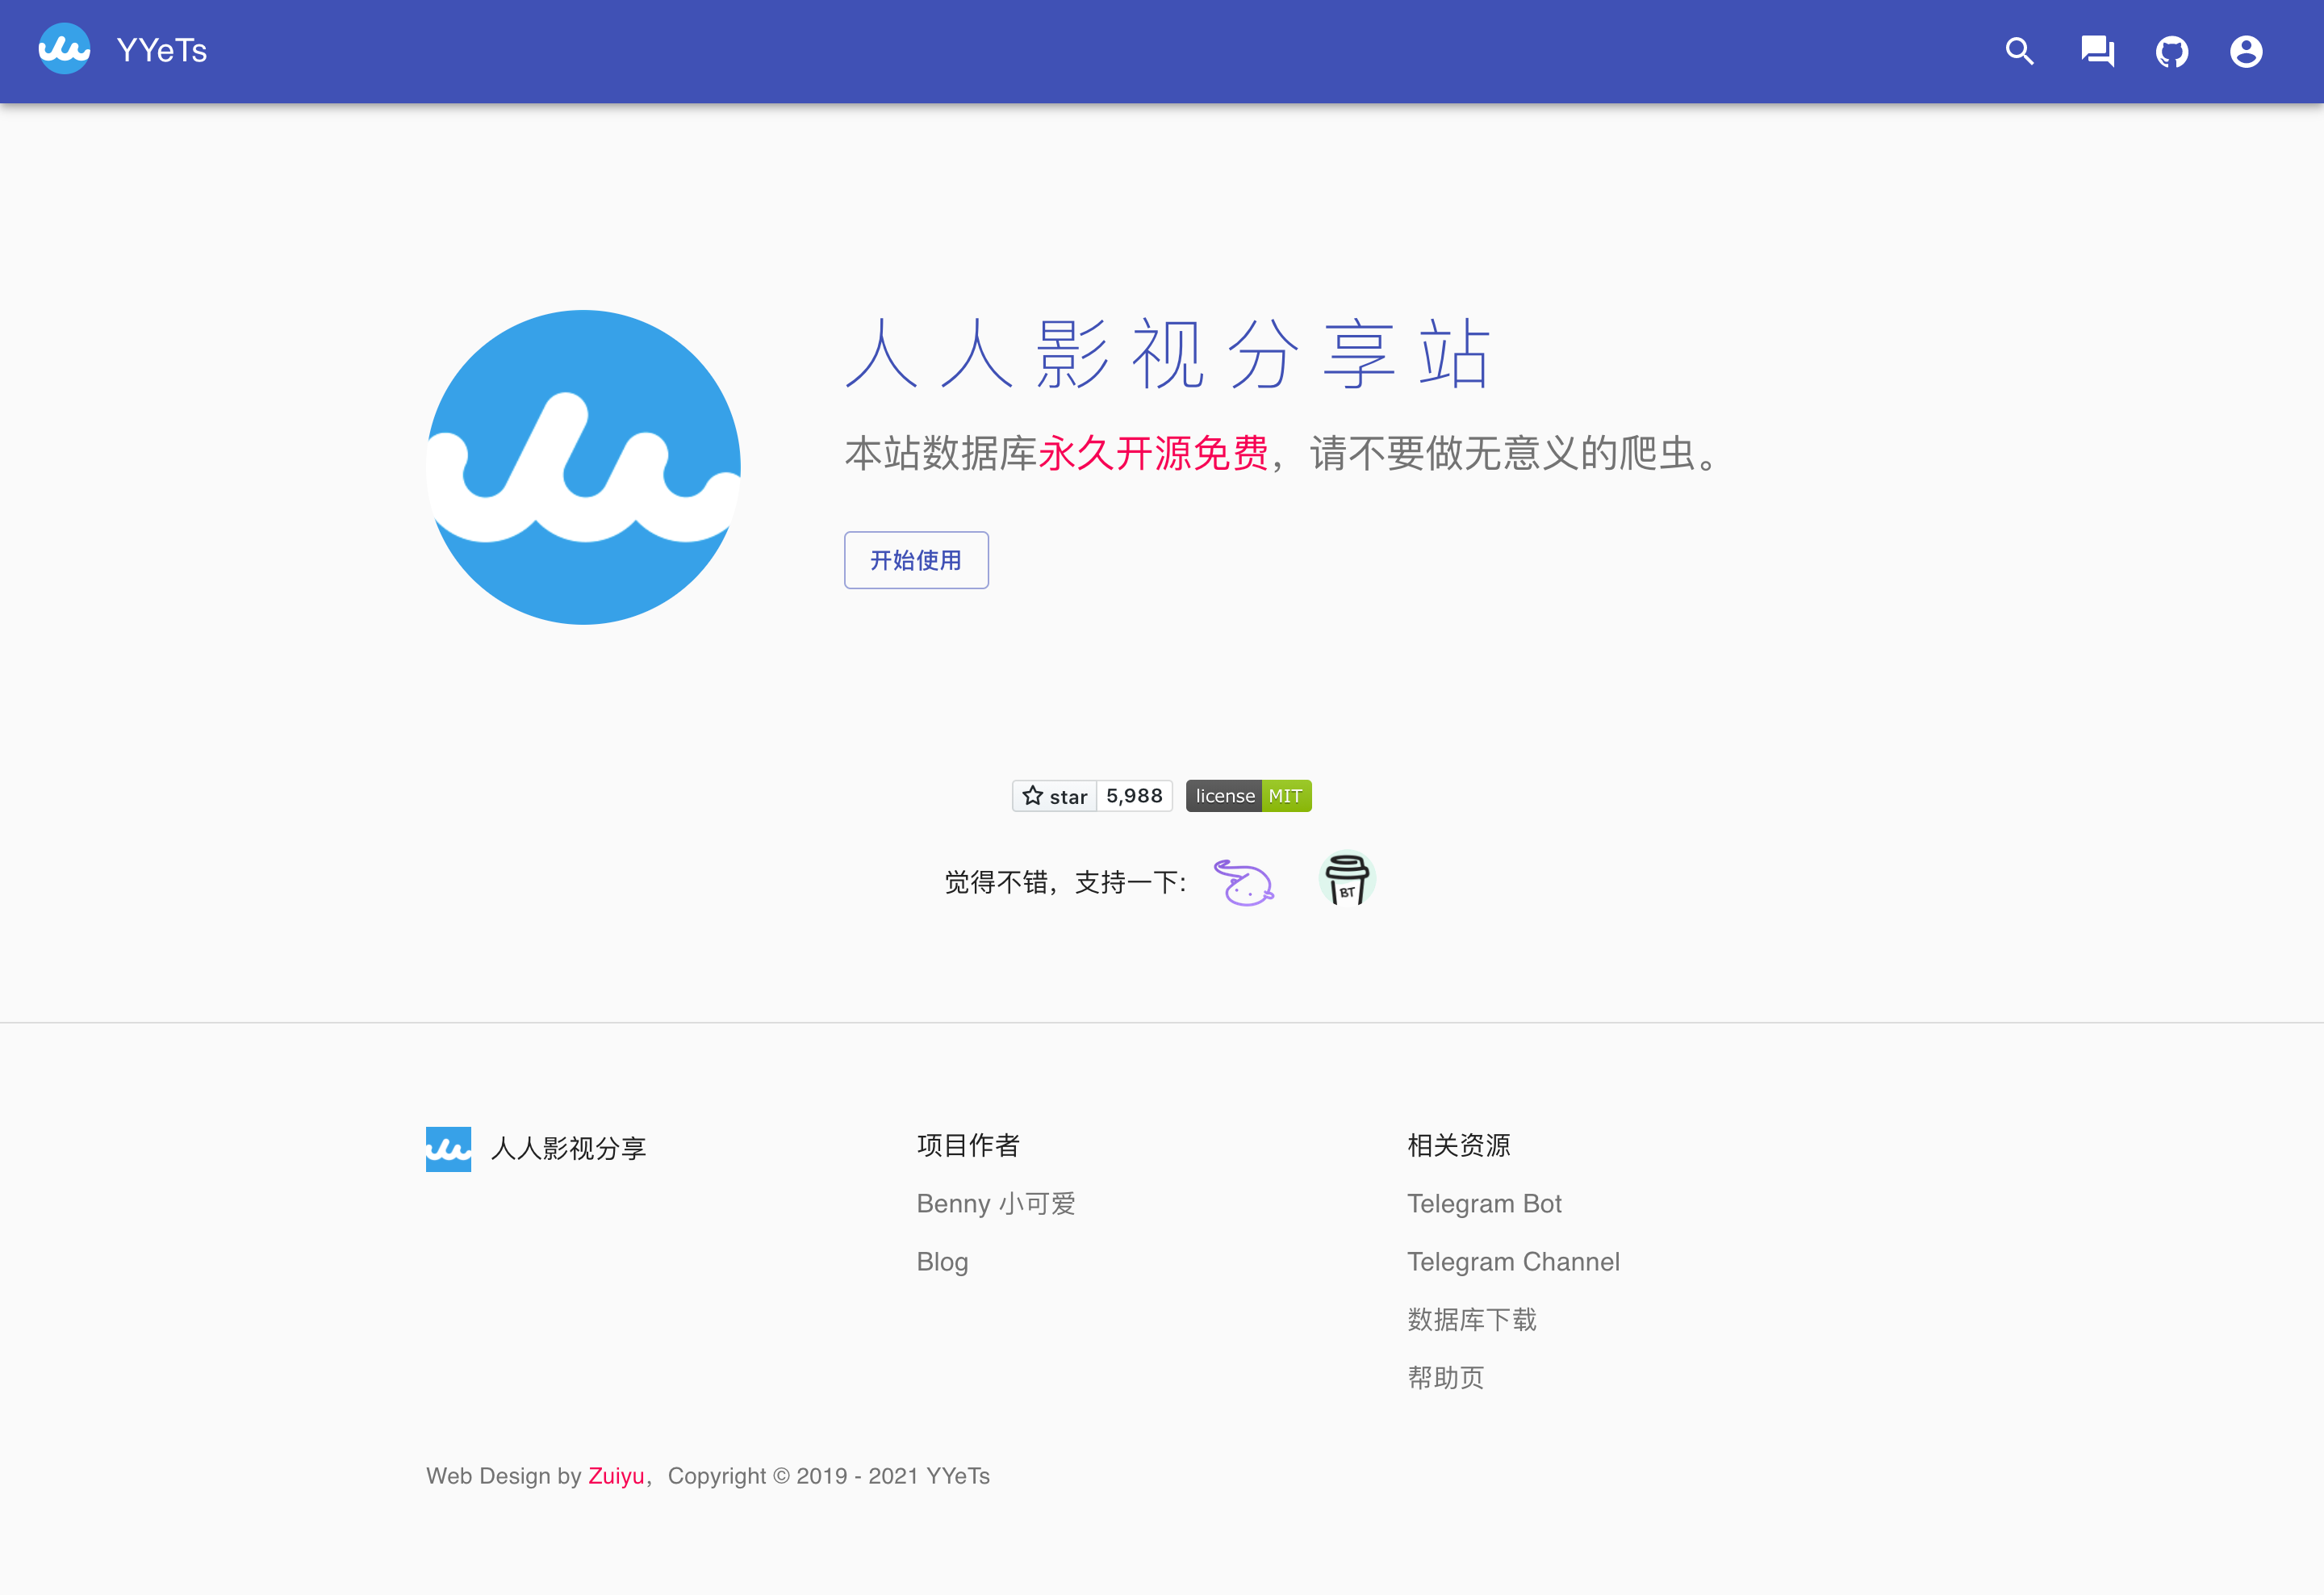 YYeTs
人人影视分享站
本站数据库永久开源免费，请不要做无意义的爬虫。
开始使用
star 5,988 license MIT
觉得不错，支持一下:
BT
人人影视分享
项目作者
Benny 小可爱
Blog
相关资源
Telegram Bot
Telegram Channel
数据库下载
帮助页
Web Design by Zuiyu，Copyright © 2019 - 2021 YYeTs